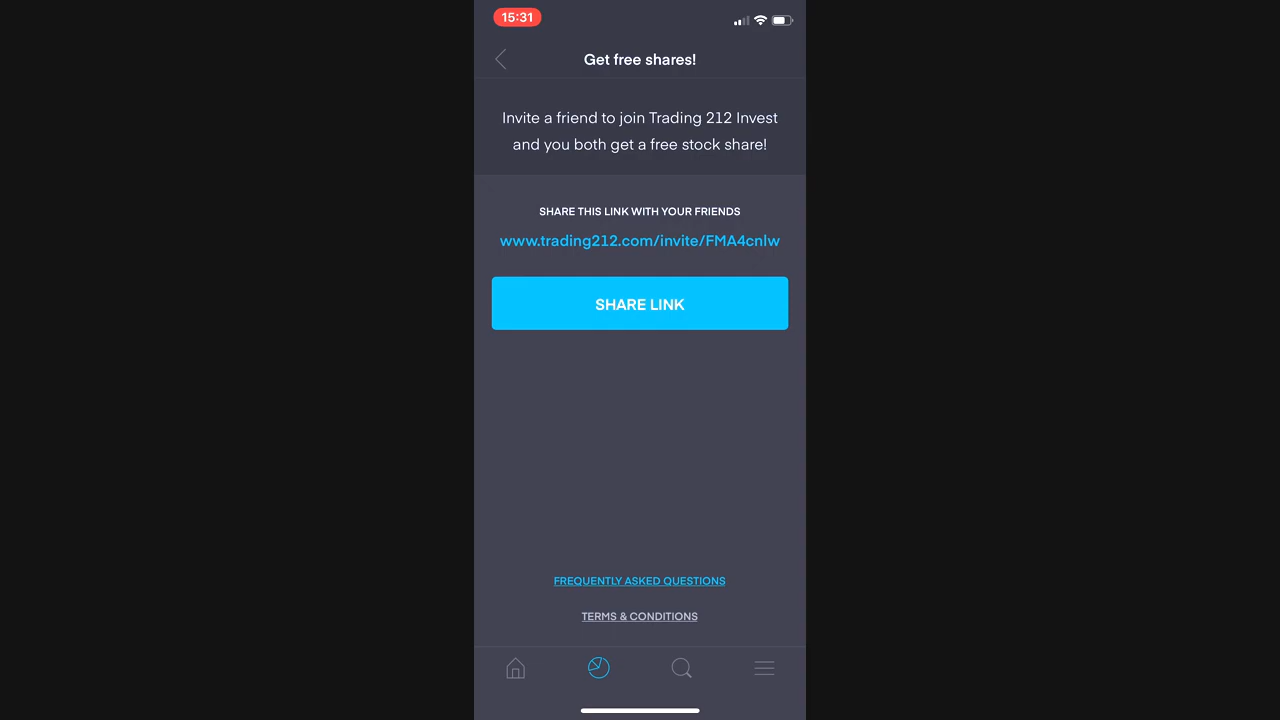 15:31
Get free shares!
Invite a friend to join Trading 212 Invest
and you both get a free stock share!
SHARE THIS LINK WITH YOUR FRIENDS
www.trading212.com/invite/FMA4cnlw
SHARE LINK
FREQUENTLY ASKED QUESTIONS
TERMS & CONDITIONS